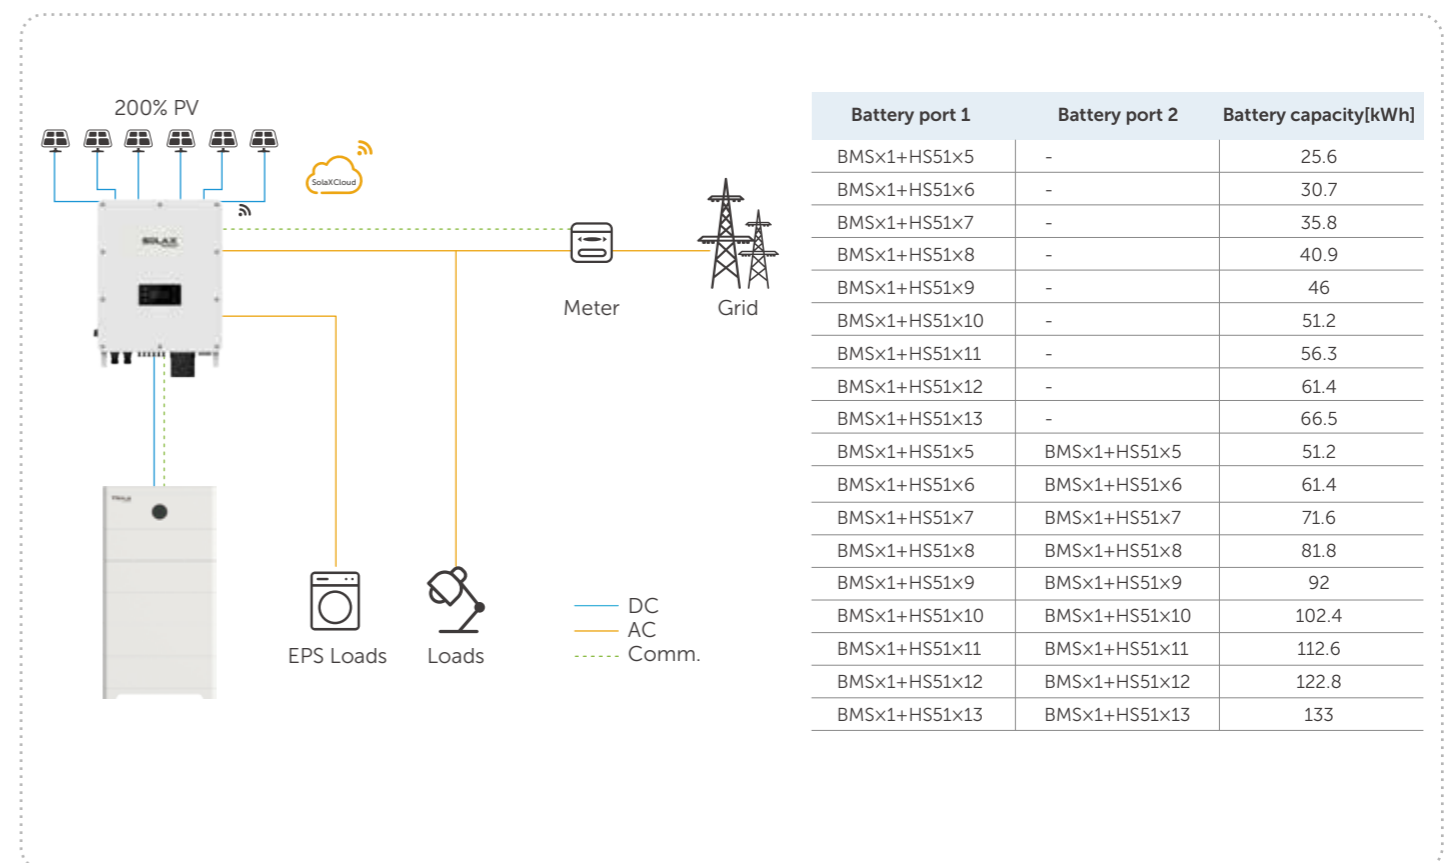 200% PV
SolaXCloud
SOLAX
Meter
Grid
EPS Loads
Loads
DC
AC
Comm.
Battery port 1 Battery port 2 Battery capacity[kWh]
BMS×1+HS51×5 - 25.6
BMS×1+HS51×6 - 30.7
BMS×1+HS51×7 - 35.8
BMS×1+HS51×8 - 40.9
BMS×1+HS51×9 - 46
BMS×1+HS51×10 - 51.2
BMS×1+HS51×11 - 56.3
BMS×1+HS51×12 - 61.4
BMS×1+HS51×13 - 66.5
BMS×1+HS51×5 BMS×1+HS51×5 51.2
BMS×1+HS51×6 BMS×1+HS51×6 61.4
BMS×1+HS51×7 BMS×1+HS51×7 71.6
BMS×1+HS51×8 BMS×1+HS51×8 81.8
BMS×1+HS51×9 BMS×1+HS51×9 92
BMS×1+HS51×10 BMS×1+HS51×10 102.4
BMS×1+HS51×11 BMS×1+HS51×11 112.6
BMS×1+HS51×12 BMS×1+HS51×12 122.8
BMS×1+HS51×13 BMS×1+HS51×13 133